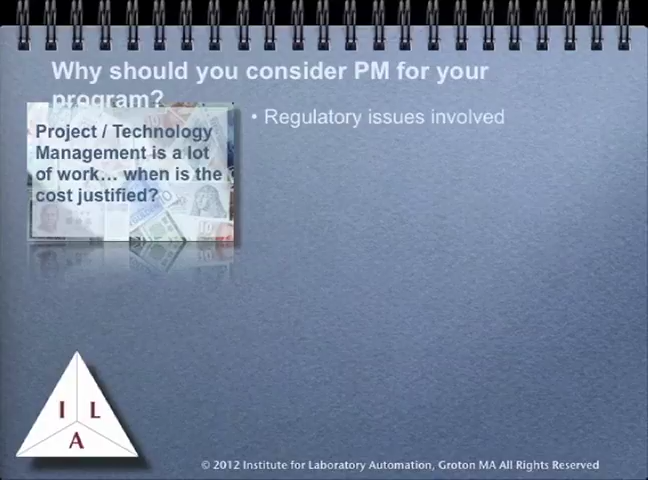 Why should you consider PM for your
program?
Project / Technology
Management is a lot
of work... when is the
cost justified?
• Regulatory issues involved
I L
A
© 2012 Institute for Laboratory Automation, Groton MA All Rights Reserved